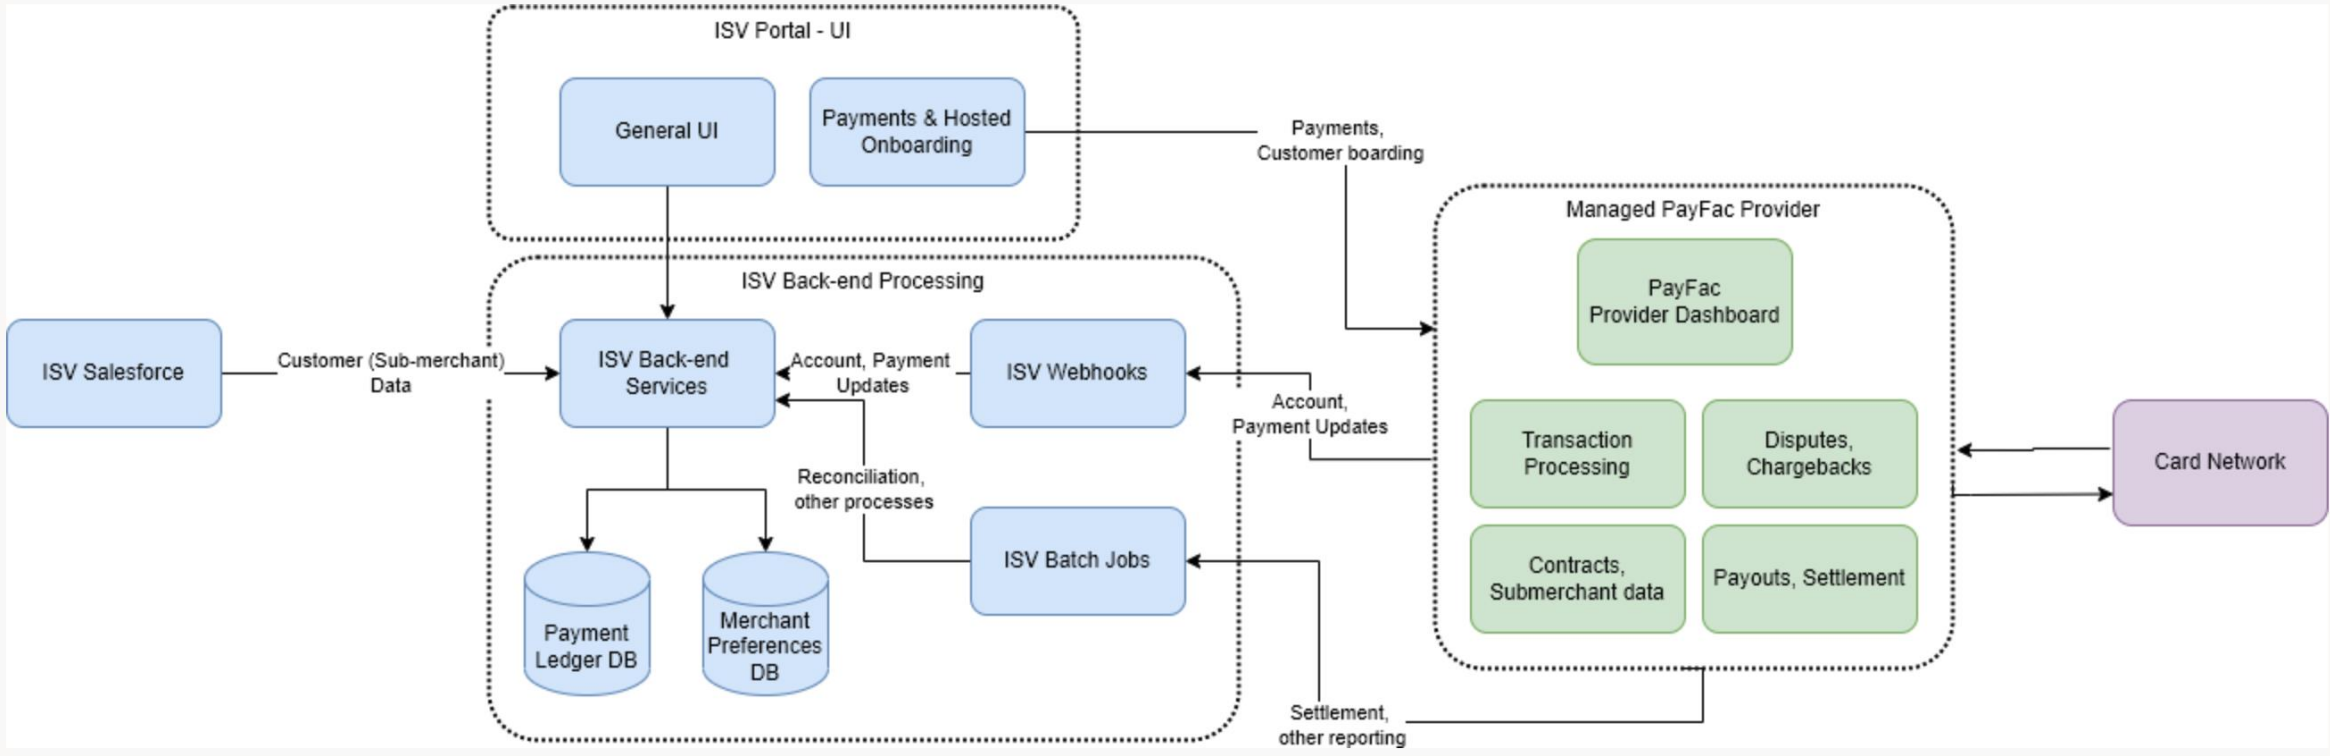 ISV Portal - UI
General UI
Payments & Hosted
Onboarding
Payments,
Customer boarding
Managed PayFac Provider
PayFac
Provider Dashboard
Transaction
Processing
Disputes,
Chargebacks
Contracts,
Submerchant data
Payouts, Settlement
Card Network
ISV Back-end Processing
ISV Salesforce
Customer (Sub-merchant)
Data
ISV Back-end
Services
Account, Payment
Updates
ISV Webhooks
Account,
Payment Updates
Reconciliation,
other processes
ISV Batch Jobs
Payment
Ledger DB
Merchant
Preferences
DB
Settlement,
other reporting